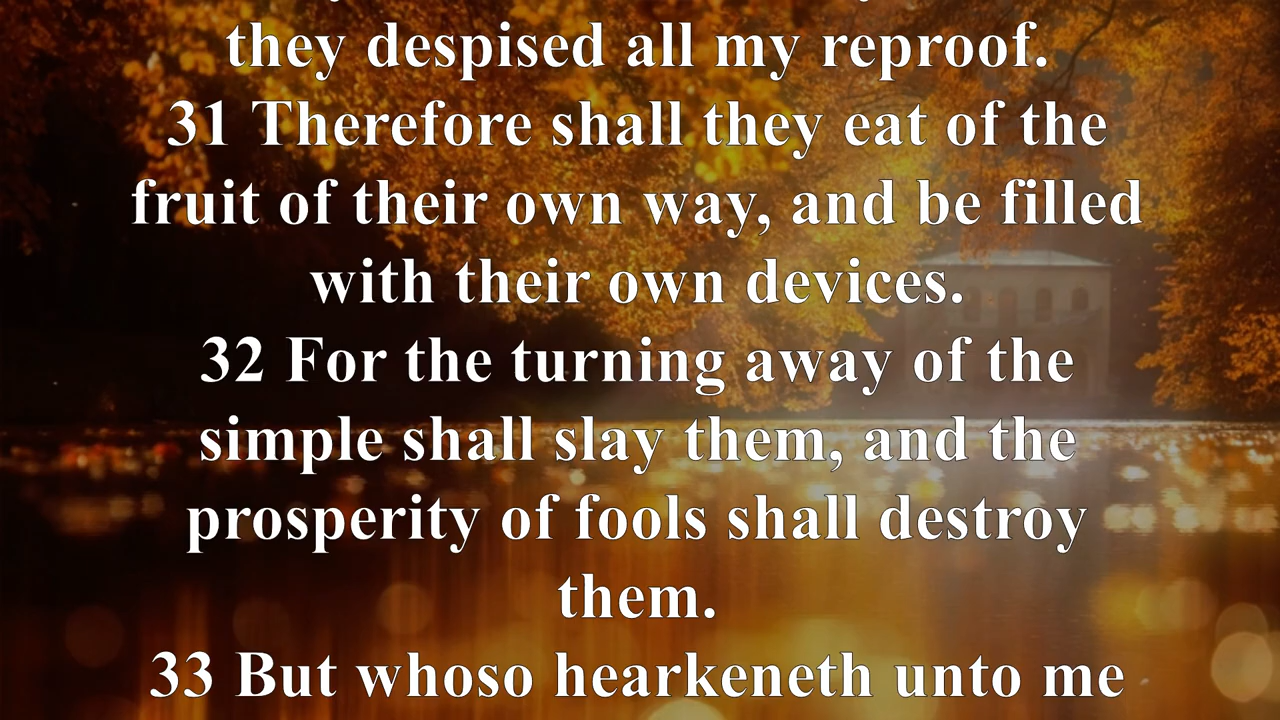 they despised all my reproof.
31 Therefore shall they eat of the
fruit of their own way, and be filled
with their own devices.
32 For the turning away of the
simple shall slay them, and the
prosperity of fools shall destroy
them.
33 But whoso hearkeneth unto me